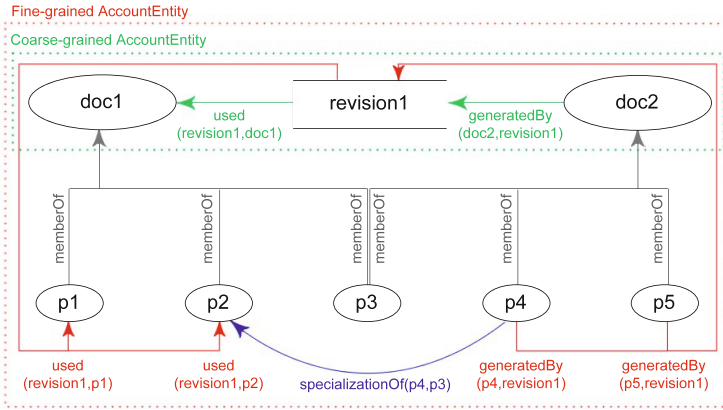 Fine-grained AccountEntity
Coarse-grained AccountEntity
doc1
revision1
doc2
used
(revision1,doc1)
generatedBy
(doc2,revision1)
memberOf
memberOf
memberOf
memberOf
memberOf
memberOf
p1
p2
p3
p4
p5
used
(revision1,p1)
used
(revision1,p2)
specializationOf(p4,p3)
generatedBy
(p4,revision1)
generatedBy
(p5,revision1)